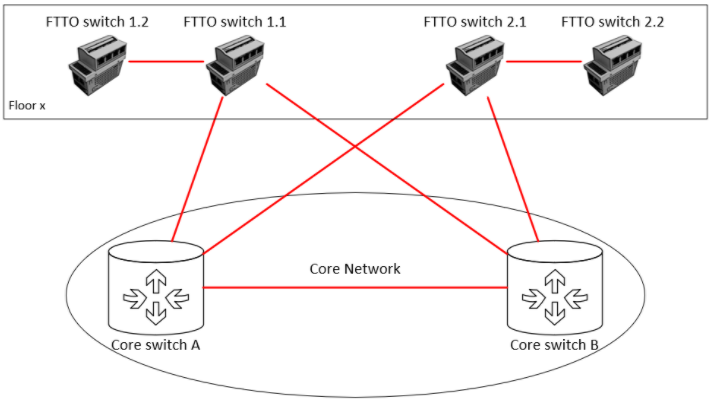 FTTO switch 1.2
FTTO switch 1.1
FTTO switch 2.1
FTTO switch 2.2
Floor x
Core Network
Core switch A
Core switch B